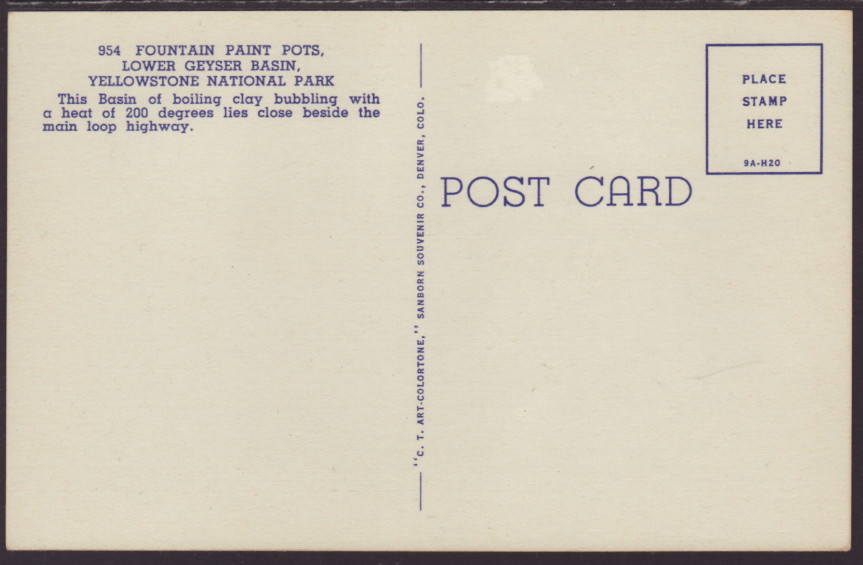 954 FOUNTAIN PAINT POTS,
LOWER GEYSER BASIN,
YELLOWSTONE NATIONAL PARK
This Basin of boiling clay bubbling with
a heat of 200 degrees lies close beside the
main loop highway.
"C. T. ART-COLORTONE," SANBORN SOUVENIR CO., DENVER, COLO.
POST CARD
PLACE
STAMP
HERE
9A-H20